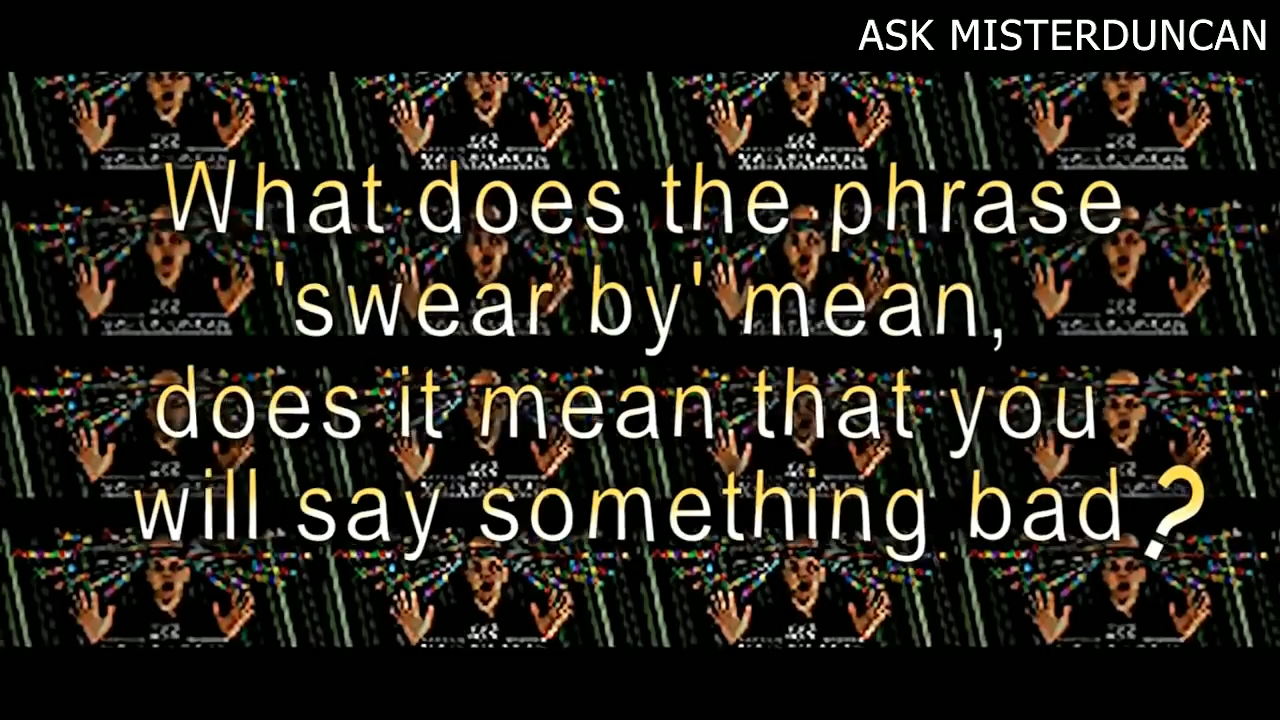 ASK MISTERDUNCAN
What does the phrase
'swear by' mean,
does it mean that you
will say something bad?